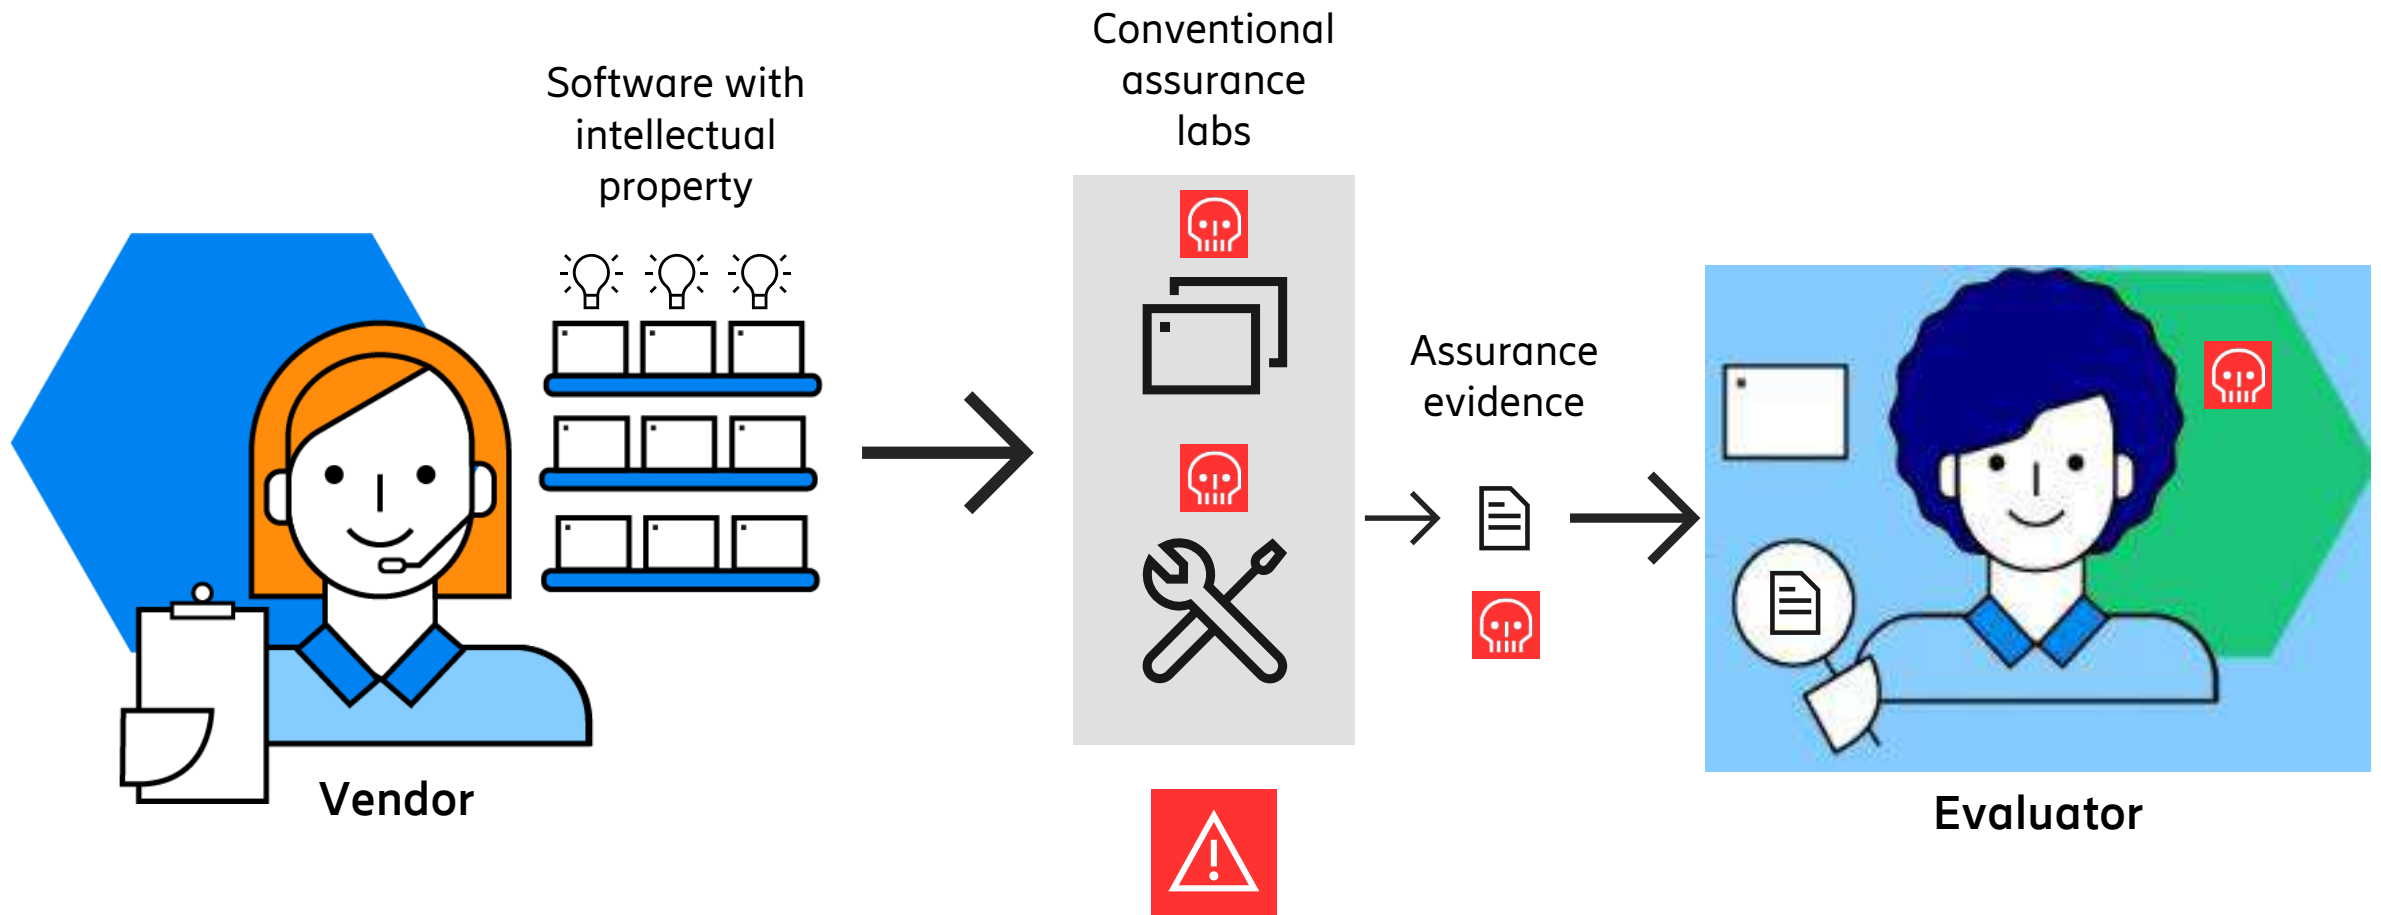 Conventional
assurance
labs
Software with
intellectual
property
Assurance
evidence
Vendor
Evaluator